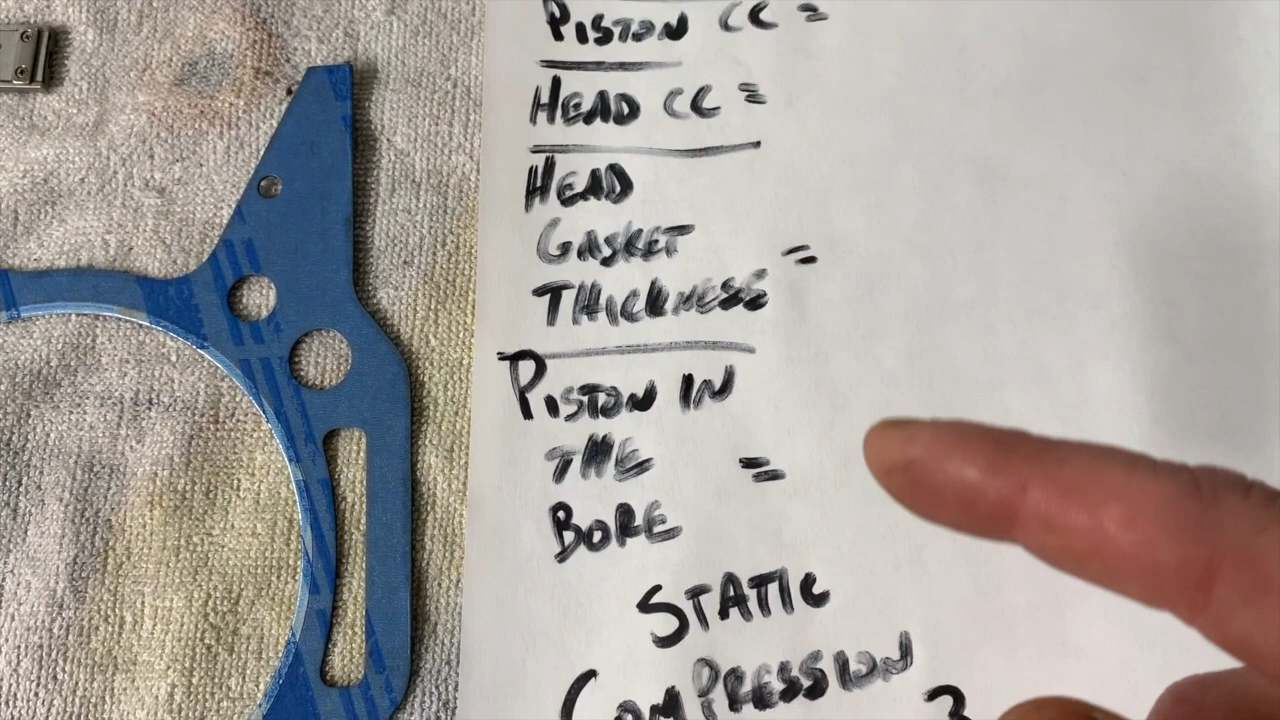 PISTON CC =
HEAD CC =
HEAD
GASKET =
THICKNESS
PISTON IN
THE =
BORE
STATIC
COMPRESSION